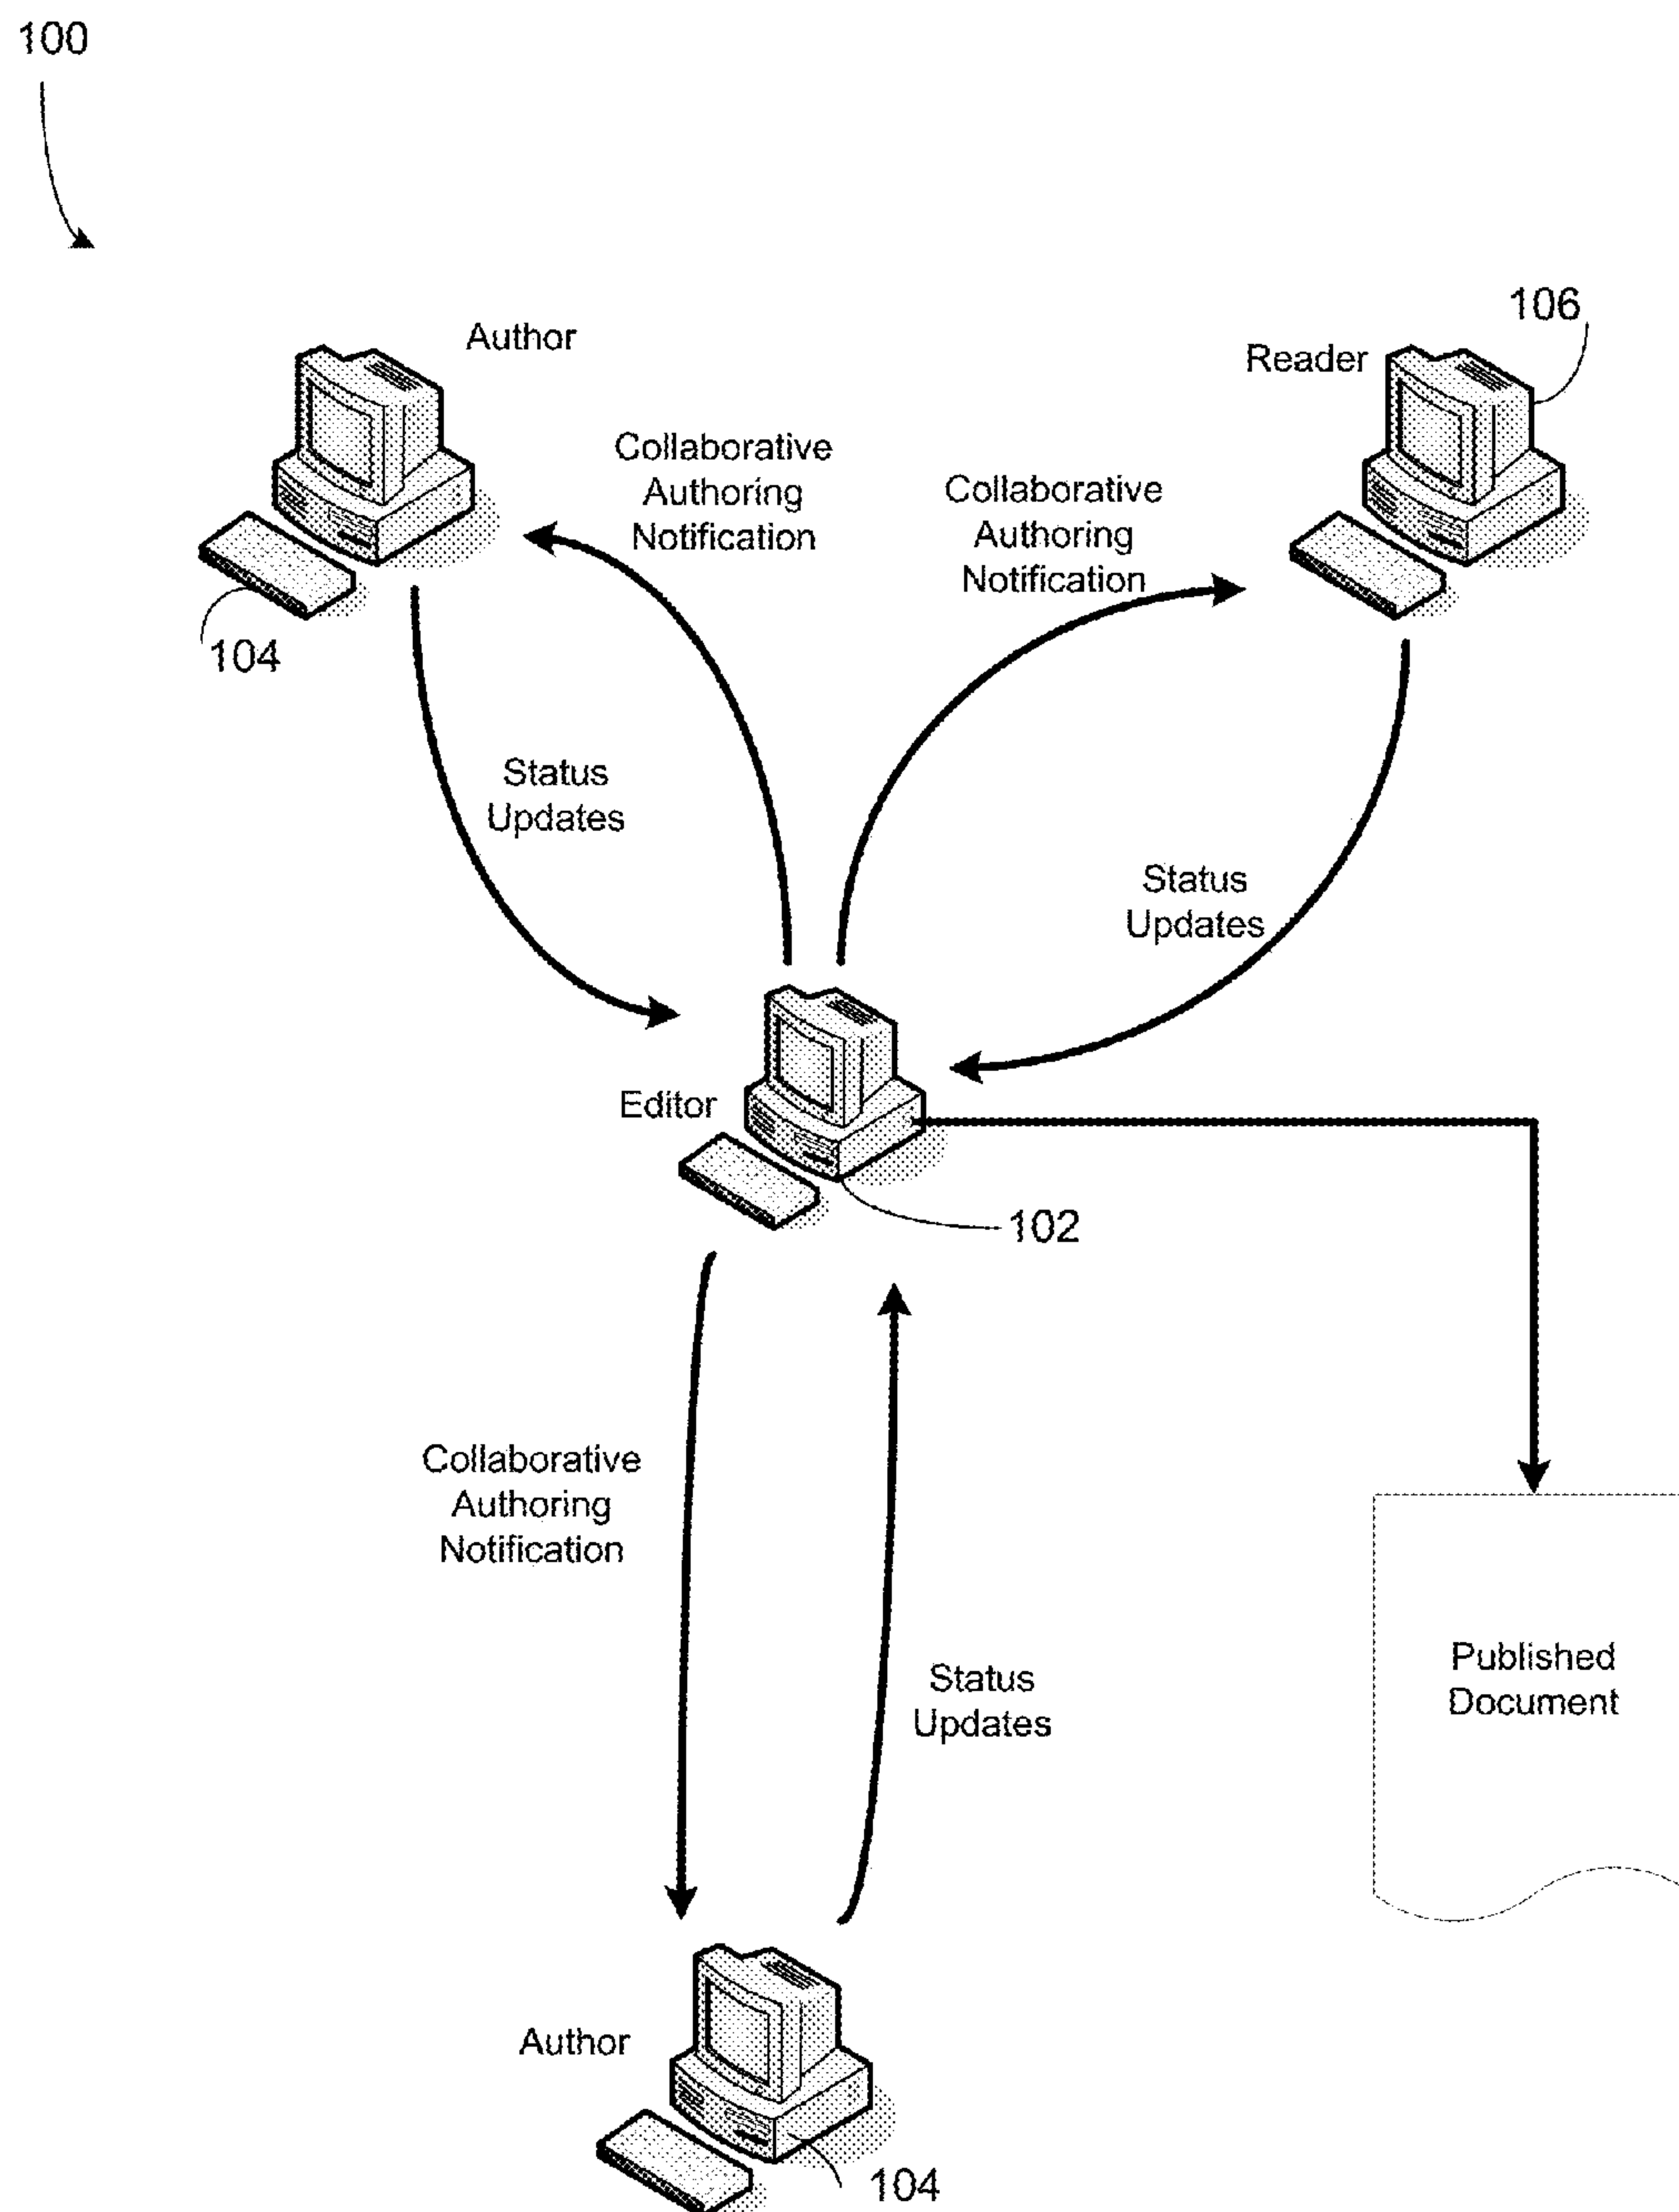 100
106
Author
Reader
Collaborative
Authoring
Notification
Collaborative
Authoring
Notification
104
Status
Updates
Status
Updates
Editor
102
Collaborative
Authoring
Notification
Status
Updates
Published
Document
Author
104